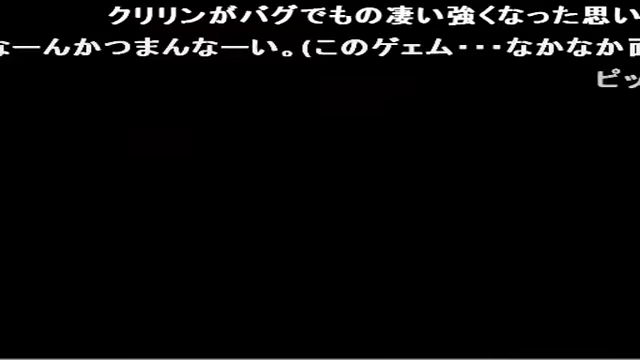 クリリンがバグでもの凄い強くなった思い
なーんかつまんなーい。(このゲェム・・・なかなか面
ピッ